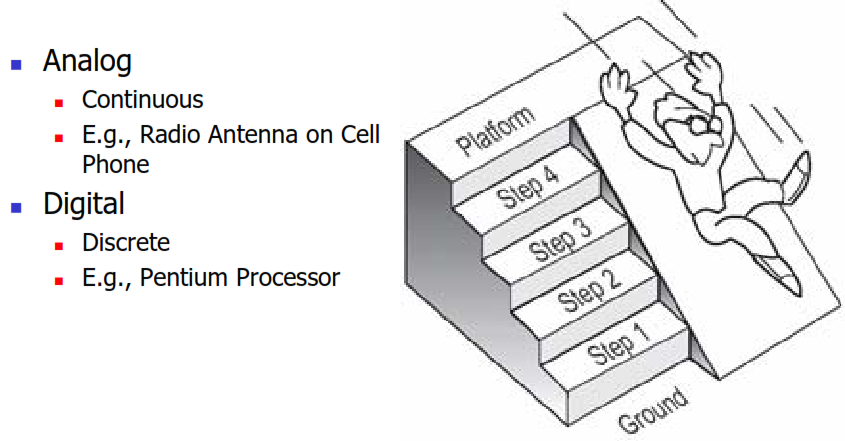 Analog
Continuous
E.g., Radio Antenna on Cell
Phone
Digital
Discrete
E.g., Pentium Processor
Platform
Step 4
Step 3
Step 2
Step 1
Ground